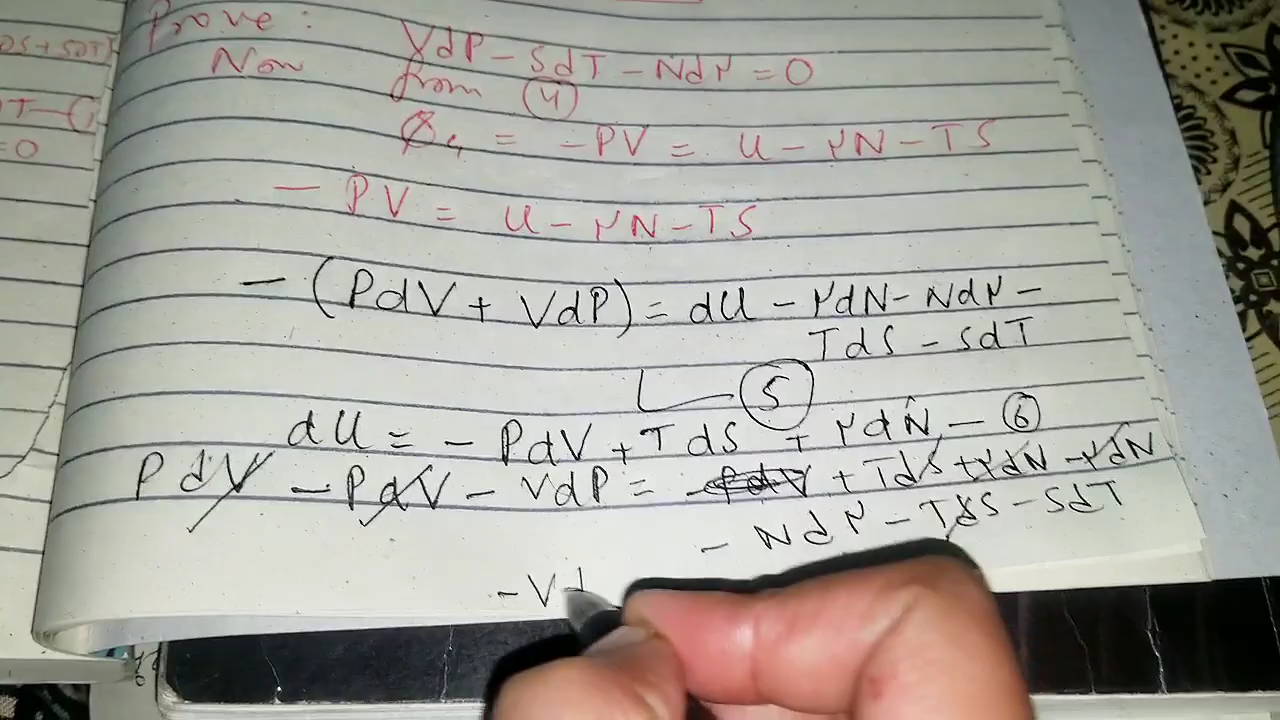 Prove: VdP - SdT - Ndμ = 0
Now from (4)
Φ₄ = -PV = U - μN - TS
- PV = U - μN - TS
- (PdV + VdP) = dU - μdN - Ndμ -
TdS - SdT
(5)
dU = - PdV + TdS + μdN - (6)
PdV - PdV - VdP = - PdV + TdS + μdN - μdN
- Ndμ - TdS - SdT
- Vd